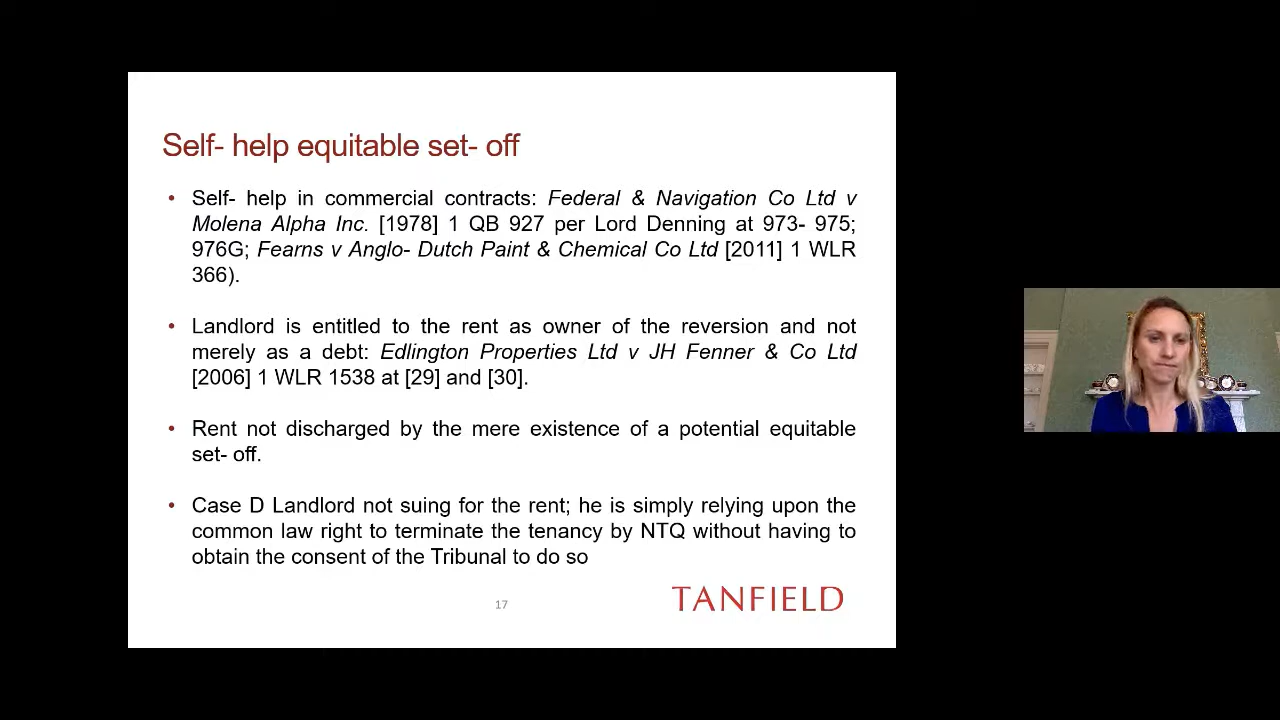 Self- help equitable set- off
• Self- help in commercial contracts: Federal & Navigation Co Ltd v
Molena Alpha Inc. [1978] 1 QB 927 per Lord Denning at 973- 975;
976G; Fearns v Anglo- Dutch Paint & Chemical Co Ltd [2011] 1 WLR
366).
• Landlord is entitled to the rent as owner of the reversion and not
merely as a debt: Edlington Properties Ltd v JH Fenner & Co Ltd
[2006] 1 WLR 1538 at [29] and [30].
• Rent not discharged by the mere existence of a potential equitable
set- off.
• Case D Landlord not suing for the rent; he is simply relying upon the
common law right to terminate the tenancy by NTQ without having to
obtain the consent of the Tribunal to do so
17
TANFIELD